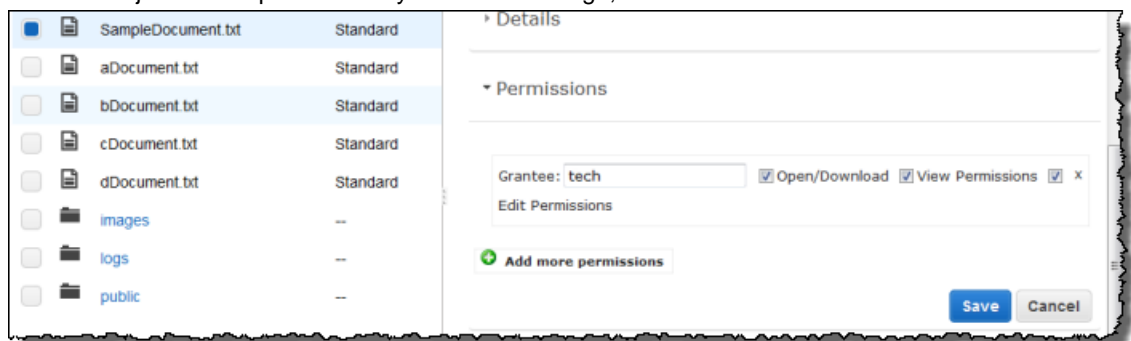 SampleDocument.txt Standard
aDocument.txt Standard
bDocument.txt Standard
cDocument.txt Standard
dDocument.txt Standard
images --
logs --
public --
Details
Permissions
Grantee: tech Open/Download View Permissions x
Edit Permissions
Add more permissions
Save Cancel